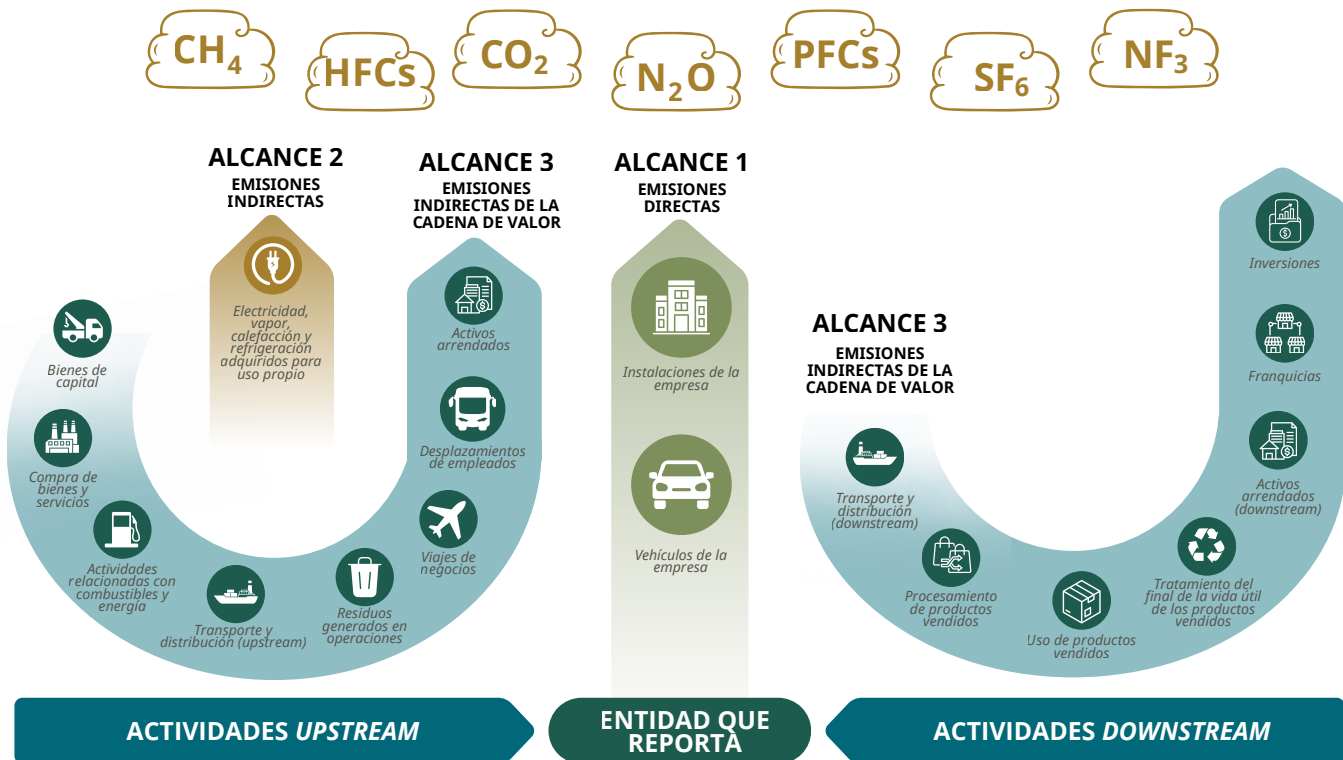 CH4
HFCs
CO2
N2O
PFCs
SF6
NF3
ALCANCE 2
EMISIONES
INDIRECTAS
Electricidad,
vapor,
calefacción y
refrigeración
adquiridos para
uso propio
ALCANCE 3
EMISIONES
INDIRECTAS DE LA
CADENA DE VALOR
Bienes de
capital
Compra de
bienes y
servicios
Actividades
relacionadas con
combustibles y
energía
Transporte y
distribución (upstream)
Residuos
generados en
operaciones
Viajes de
negocios
Desplazamientos
de empleados
Activos
arrendados
ALCANCE 1
EMISIONES
DIRECTAS
Instalaciones de la
empresa
Vehículos de la
empresa
ALCANCE 3
EMISIONES
INDIRECTAS DE LA
CADENA DE VALOR
Transporte y
distribución
(downstream)
Procesamiento
de productos
vendidos
Uso de productos
vendidos
Tratamiento del
final de la vida útil
de los productos
vendidos
Activos
arrendados
(downstream)
Franquicias
Inversiones
ACTIVIDADES UPSTREAM
ENTIDAD QUE
REPORTA
ACTIVIDADES DOWNSTREAM